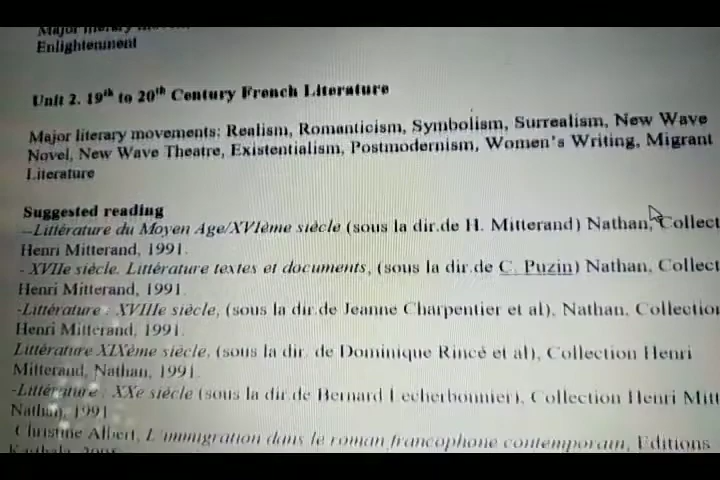 Major literary
Enlightenment
Unit 2. 19th to 20th Century French Literature
Major literary movements: Realism, Romanticism, Symbolism, Surrealism, New Wave
Novel, New Wave Theatre, Existentialism, Postmodernism, Women's Writing, Migrant
Literature
Suggested reading
–Littérature du Moyen Age/XVIème siècle (sous la dir.de H. Mitterand) Nathan, Collect
Henri Mitterand, 1991.
- XVIIe siècle. Littérature textes et documents, (sous la dir.de C. Puzin) Nathan, Collect
Henri Mitterand, 1991.
-Littérature : XVIIIe siècle, (sous la dir.de Jeanne Charpentier et al), Nathan, Collection
Henri Mitterand, 1991.
Littérature XIXème siècle, (sous la dir. de Dominique Rincé et al), Collection Henri
Mitterand, Nathan, 1991.
-Littérature : XXe siècle (sous la dir.de Bernard Lecherbonnier), Collection Henri Mitt
Nathan, 1991
Christine Albert, L'immigration dans le roman francophone contemporain, Editions